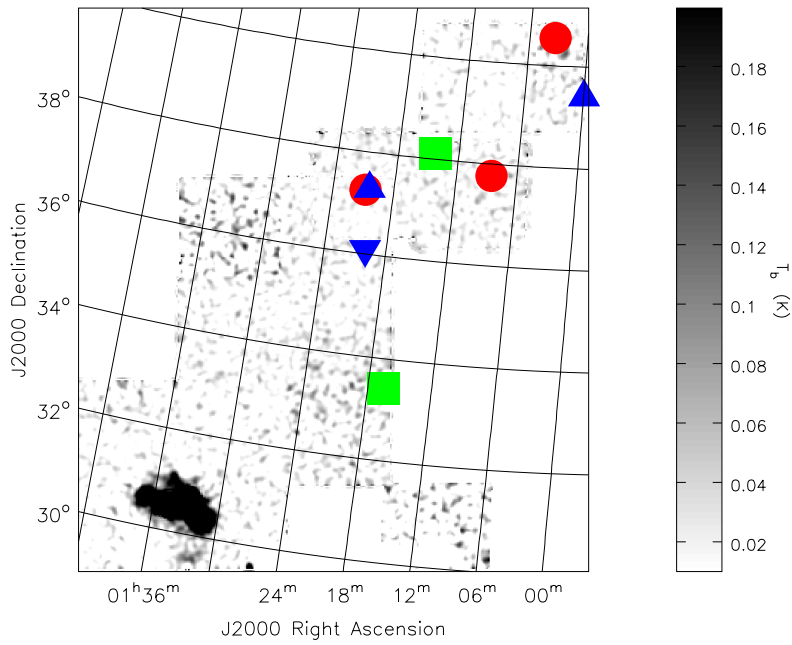 38°
36°
34°
32°
30°
J2000 Declination
01ʰ36ᵐ
24ᵐ
18ᵐ
12ᵐ
06ᵐ
00ᵐ
J2000 Right Ascension
0.18
0.16
0.14
0.12
0.1
0.08
0.06
0.04
0.02
T_b (K)